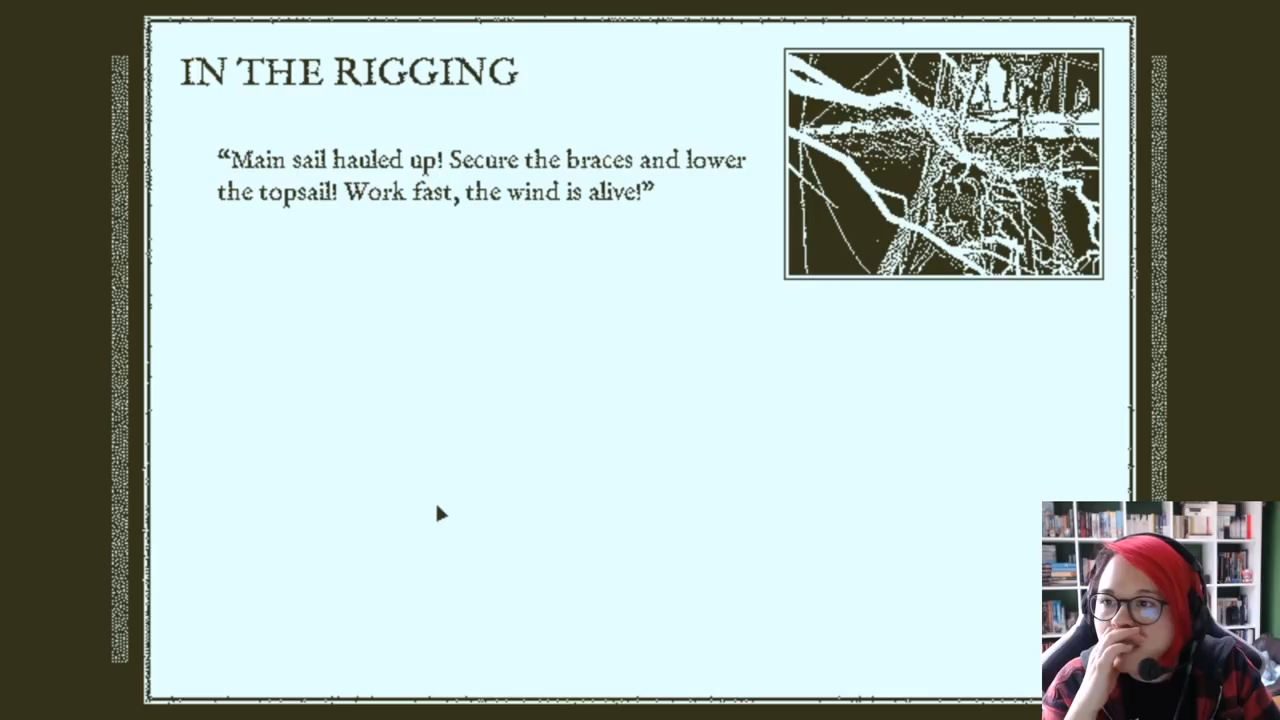 IN THE RIGGING
“Main sail hauled up! Secure the braces and lower
the topsail! Work fast, the wind is alive!”